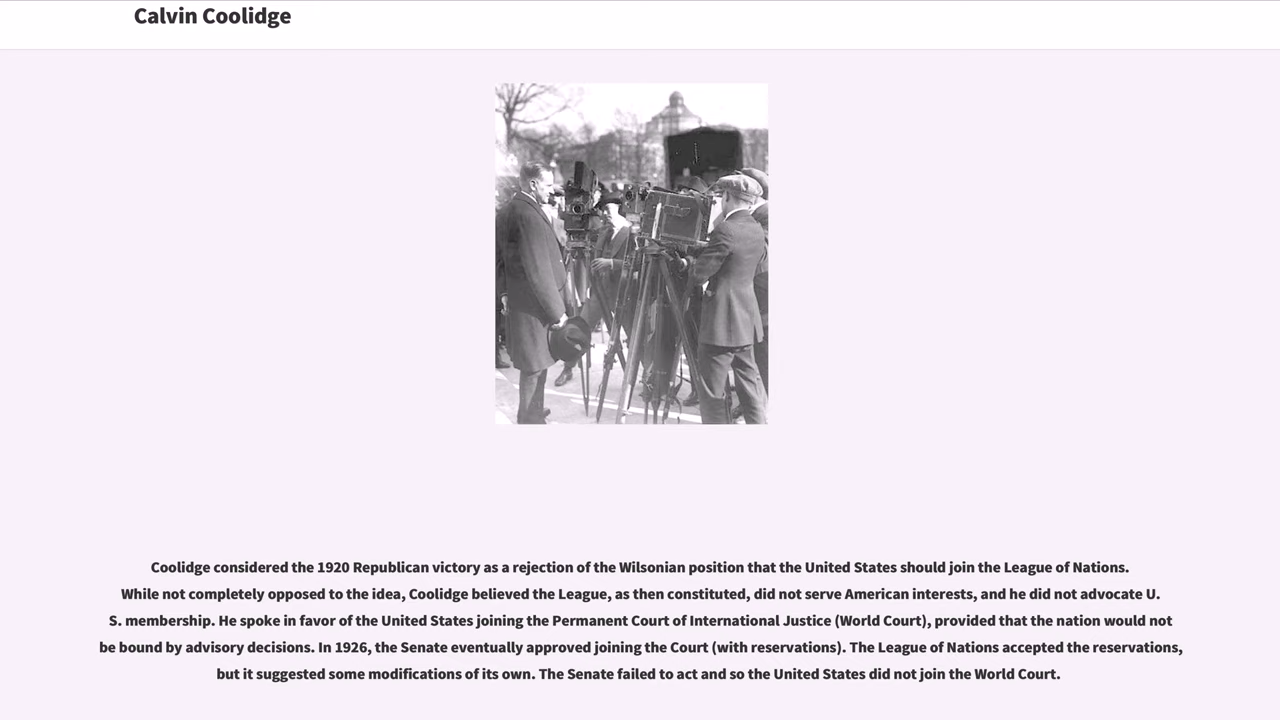 Calvin Coolidge
Coolidge considered the 1920 Republican victory as a rejection of the Wilsonian position that the United States should join the League of Nations.
While not completely opposed to the idea, Coolidge believed the League, as then constituted, did not serve American interests, and he did not advocate U.
S. membership. He spoke in favor of the United States joining the Permanent Court of International Justice (World Court), provided that the nation would not
be bound by advisory decisions. In 1926, the Senate eventually approved joining the Court (with reservations). The League of Nations accepted the reservations,
but it suggested some modifications of its own. The Senate failed to act and so the United States did not join the World Court.